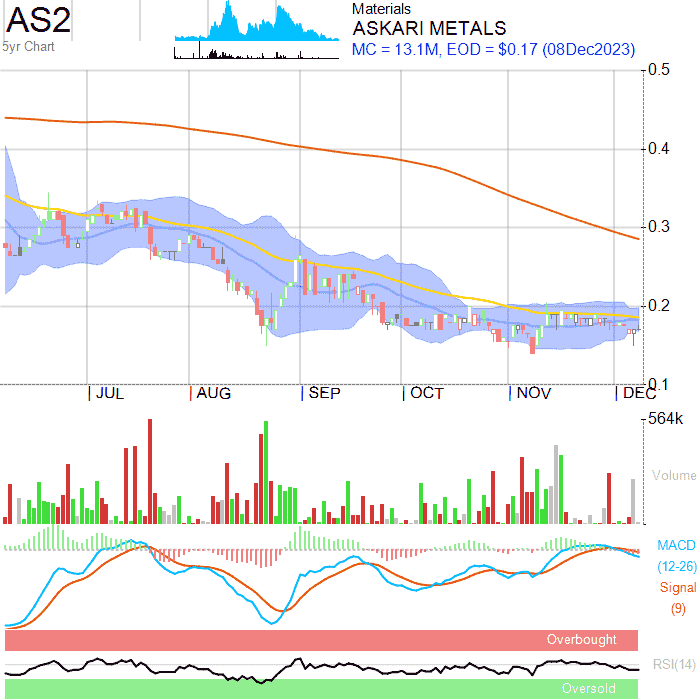 AS2
5yr Chart
Materials
ASKARI METALS
MC = 13.1M, EOD = $0.17 (08Dec2023)
0.5
0.4
0.3
0.2
0.1
JUL AUG SEP OCT NOV DEC
564k
Volume
MACD
(12-26)
Signal
(9)
Overbought
RSI(14)
Oversold